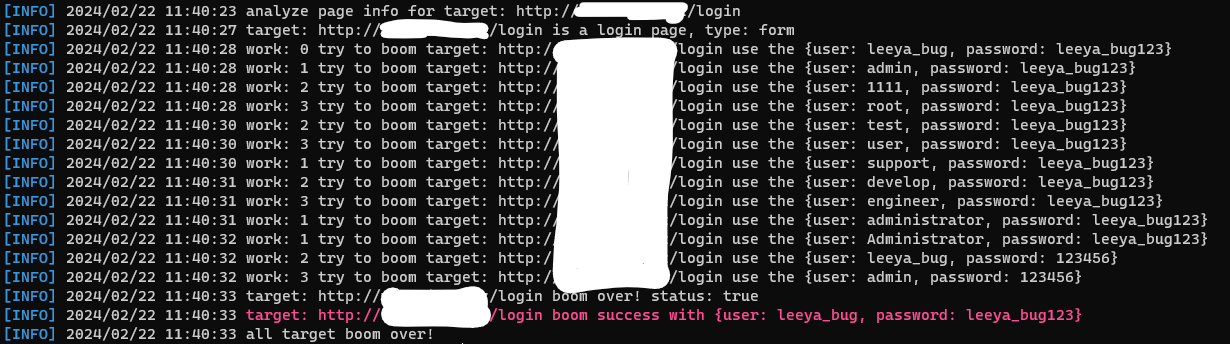 [INFO] 2024/02/22 11:40:23 analyze page info for target: http:// /login
[INFO] 2024/02/22 11:40:27 target: http:// /login is a login page, type: form
[INFO] 2024/02/22 11:40:28 work: 0 try to boom target: http:/ /login use the {user: leeya_bug, password: leeya_bug123}
[INFO] 2024/02/22 11:40:28 work: 1 try to boom target: http:/ /login use the {user: admin, password: leeya_bug123}
[INFO] 2024/02/22 11:40:28 work: 2 try to boom target: http:/ /login use the {user: 1111, password: leeya_bug123}
[INFO] 2024/02/22 11:40:28 work: 3 try to boom target: http:/ /login use the {user: root, password: leeya_bug123}
[INFO] 2024/02/22 11:40:30 work: 2 try to boom target: http:/ /login use the {user: test, password: leeya_bug123}
[INFO] 2024/02/22 11:40:30 work: 3 try to boom target: http:/ /login use the {user: user, password: leeya_bug123}
[INFO] 2024/02/22 11:40:30 work: 1 try to boom target: http:/ /login use the {user: support, password: leeya_bug123}
[INFO] 2024/02/22 11:40:31 work: 2 try to boom target: http:/ /login use the {user: develop, password: leeya_bug123}
[INFO] 2024/02/22 11:40:31 work: 3 try to boom target: http:/ /login use the {user: engineer, password: leeya_bug123}
[INFO] 2024/02/22 11:40:31 work: 1 try to boom target: http:/ /login use the {user: administrator, password: leeya_bug123}
[INFO] 2024/02/22 11:40:32 work: 1 try to boom target: http:/ /login use the {user: Administrator, password: leeya_bug123}
[INFO] 2024/02/22 11:40:32 work: 2 try to boom target: http:/ /login use the {user: leeya_bug, password: 123456}
[INFO] 2024/02/22 11:40:32 work: 3 try to boom target: http:/ /login use the {user: admin, password: 123456}
[INFO] 2024/02/22 11:40:33 target: http:// /login boom over! status: true
[INFO] 2024/02/22 11:40:33 target: http:// /login boom success with {user: leeya_bug, password: leeya_bug123}
[INFO] 2024/02/22 11:40:33 all target boom over!